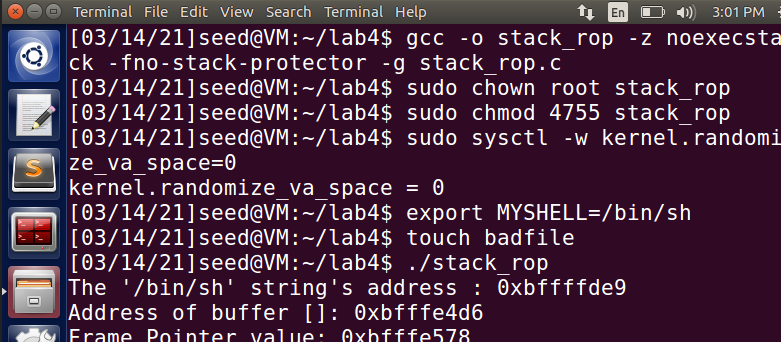 Terminal Terminal File Edit View Search Terminal Help En 3:01 PM
[03/14/21]seed@VM:~/lab4$ gcc -o stack_rop -z noexecsta
ck -fno-stack-protector -g stack_rop.c
[03/14/21]seed@VM:~/lab4$ sudo chown root stack_rop
[03/14/21]seed@VM:~/lab4$ sudo chmod 4755 stack_rop
[03/14/21]seed@VM:~/lab4$ sudo sysctl -w kernel.randomi
ze_va_space=0
kernel.randomize_va_space = 0
[03/14/21]seed@VM:~/lab4$ export MYSHELL=/bin/sh
[03/14/21]seed@VM:~/lab4$ touch badfile
[03/14/21]seed@VM:~/lab4$ ./stack_rop
The '/bin/sh' string's address : 0xbffffde9
Address of buffer []: 0xbfffe4d6
Frame Pointer value: 0xbfffe578